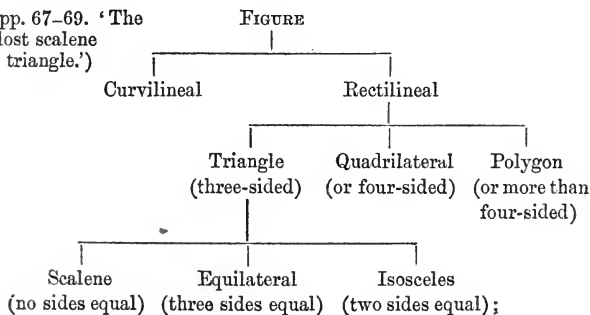 pp. 67–69. ‘The
lost scalene
triangle.’)
FIGURE
Curvilineal Rectilineal
Triangle Quadrilateral Polygon
(three-sided) (or four-sided) (or more than
four-sided)
Scalene Equilateral Isosceles
(no sides equal) (three sides equal) (two sides equal);